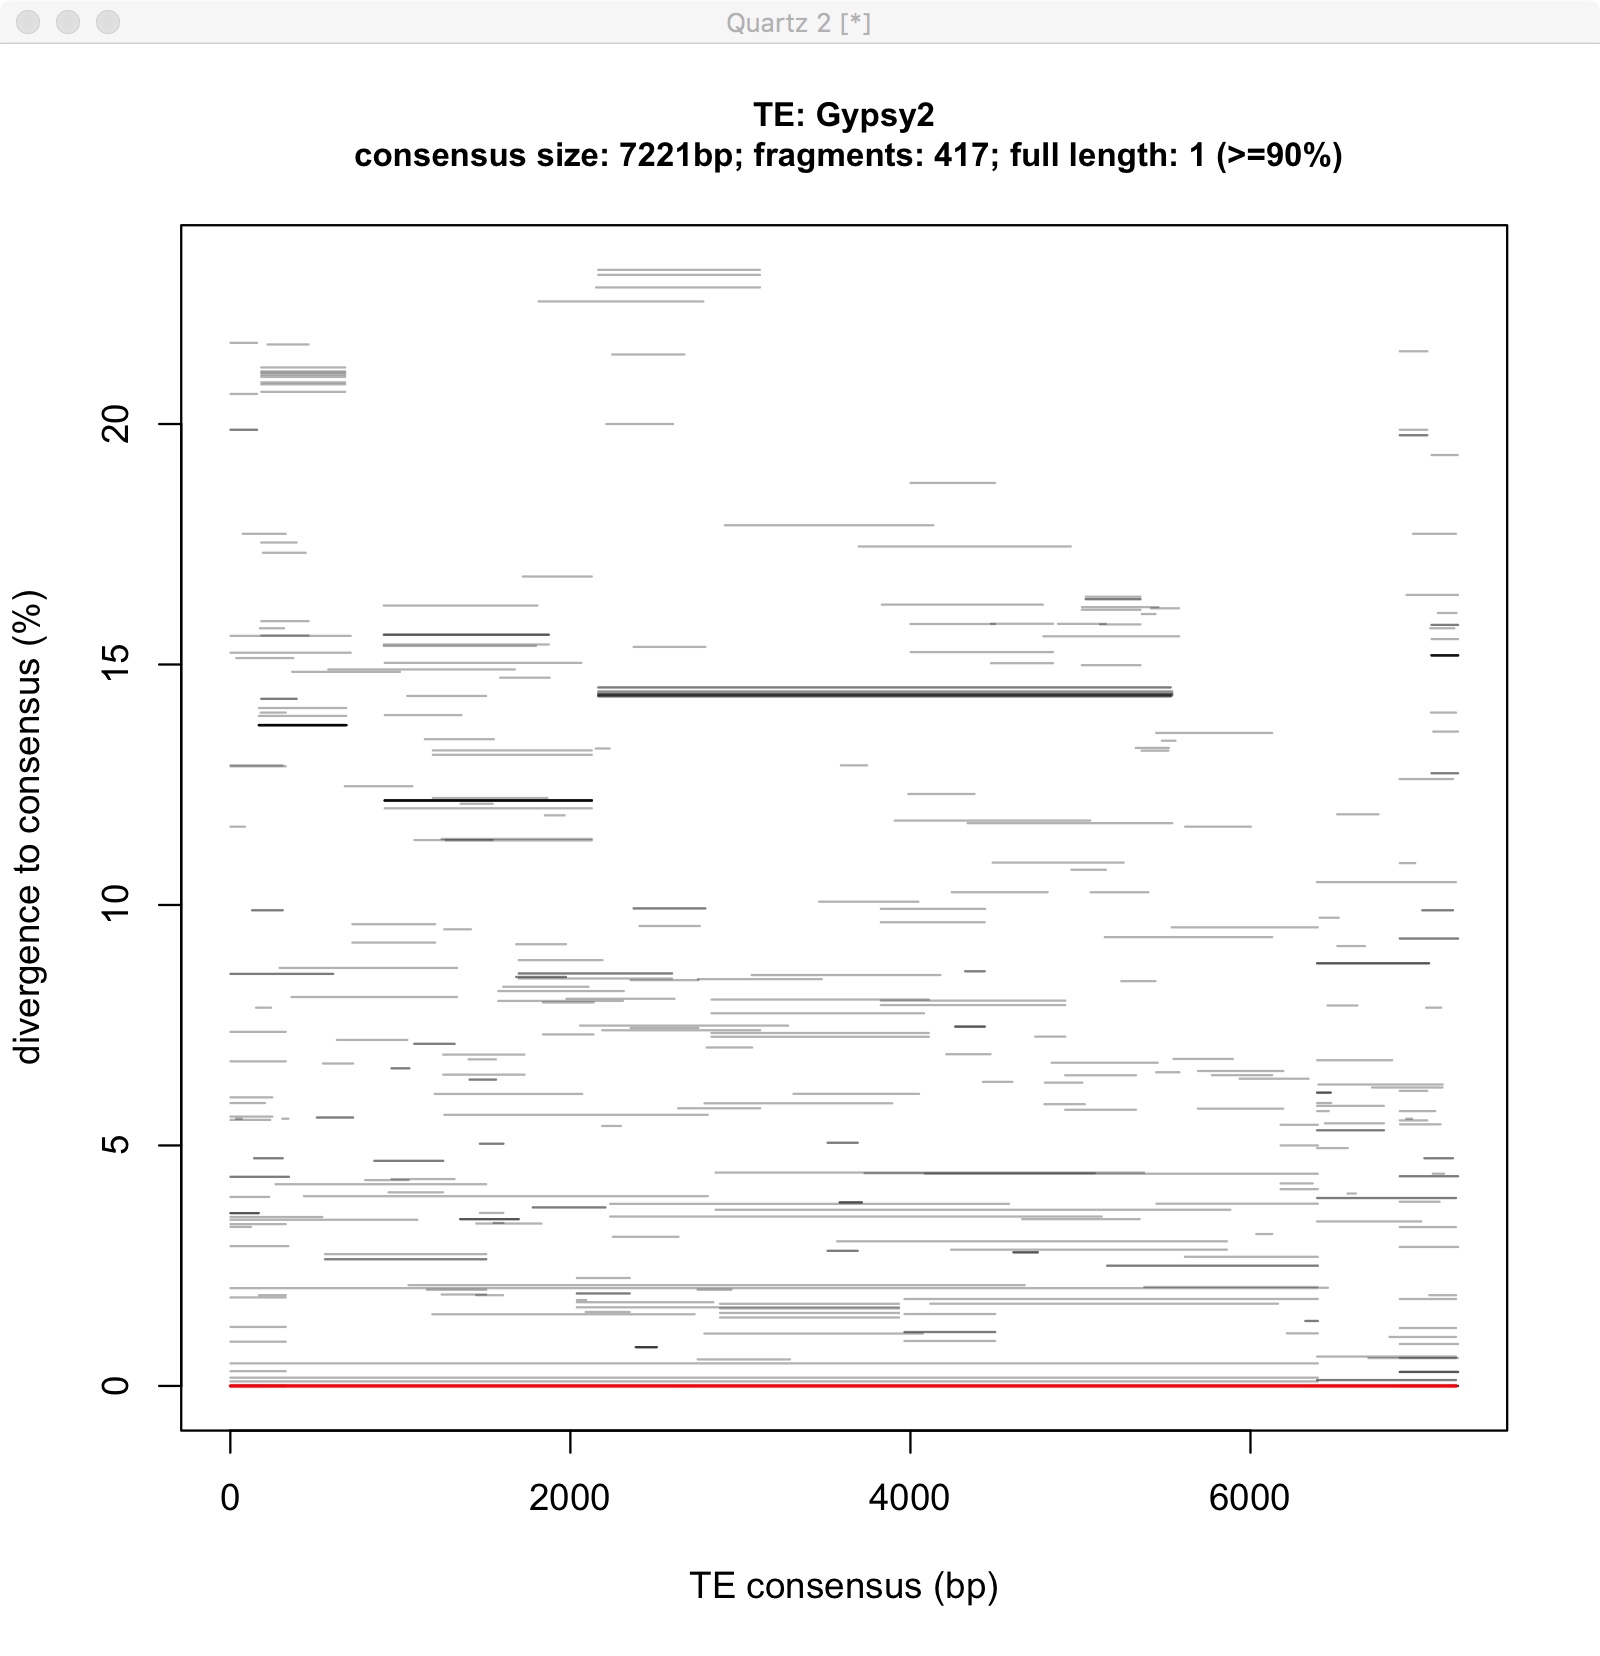 Quartz 2 [*]
TE: Gypsy2
consensus size: 7221bp; fragments: 417; full length: 1 (>=90%)
divergence to consensus (%)
20
15
10
5
0
0 2000 4000 6000
TE consensus (bp)